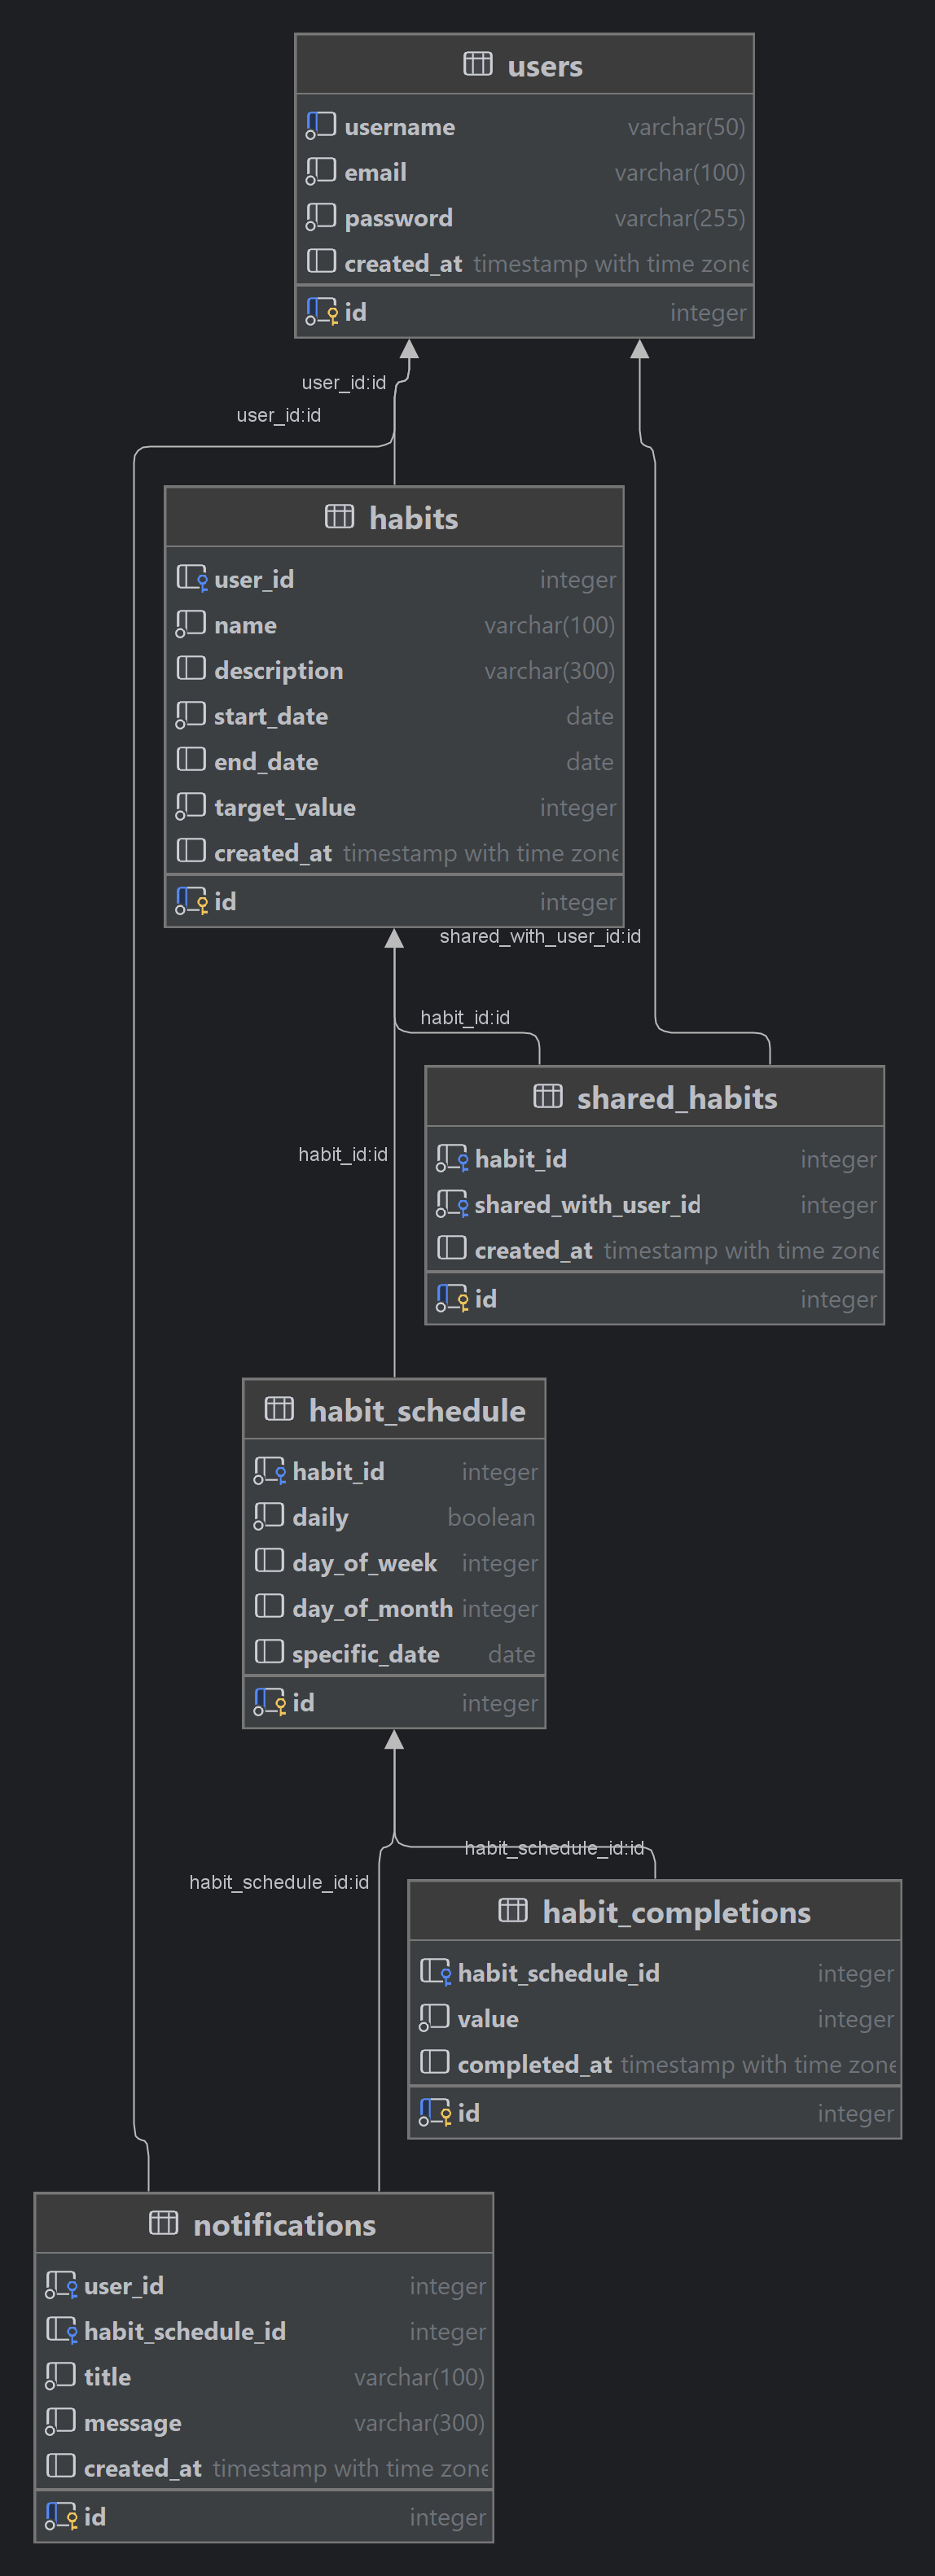 users
username varchar(50)
email varchar(100)
password varchar(255)
created_at timestamp with time zone
id integer
user_id:id
user_id:id
habits
user_id integer
name varchar(100)
description varchar(300)
start_date date
end_date date
target_value integer
created_at timestamp with time zone
id integer
shared_with_user_id:id
habit_id:id
shared_habits
habit_id integer
shared_with_user_id integer
created_at timestamp with time zone
id integer
habit_id:id
habit_schedule
habit_id integer
daily boolean
day_of_week integer
day_of_month integer
specific_date date
id integer
habit_schedule_id:id
habit_schedule_id:id
habit_completions
habit_schedule_id integer
value integer
completed_at timestamp with time zone
id integer
notifications
user_id integer
habit_schedule_id integer
title varchar(100)
message varchar(300)
created_at timestamp with time zone
id integer